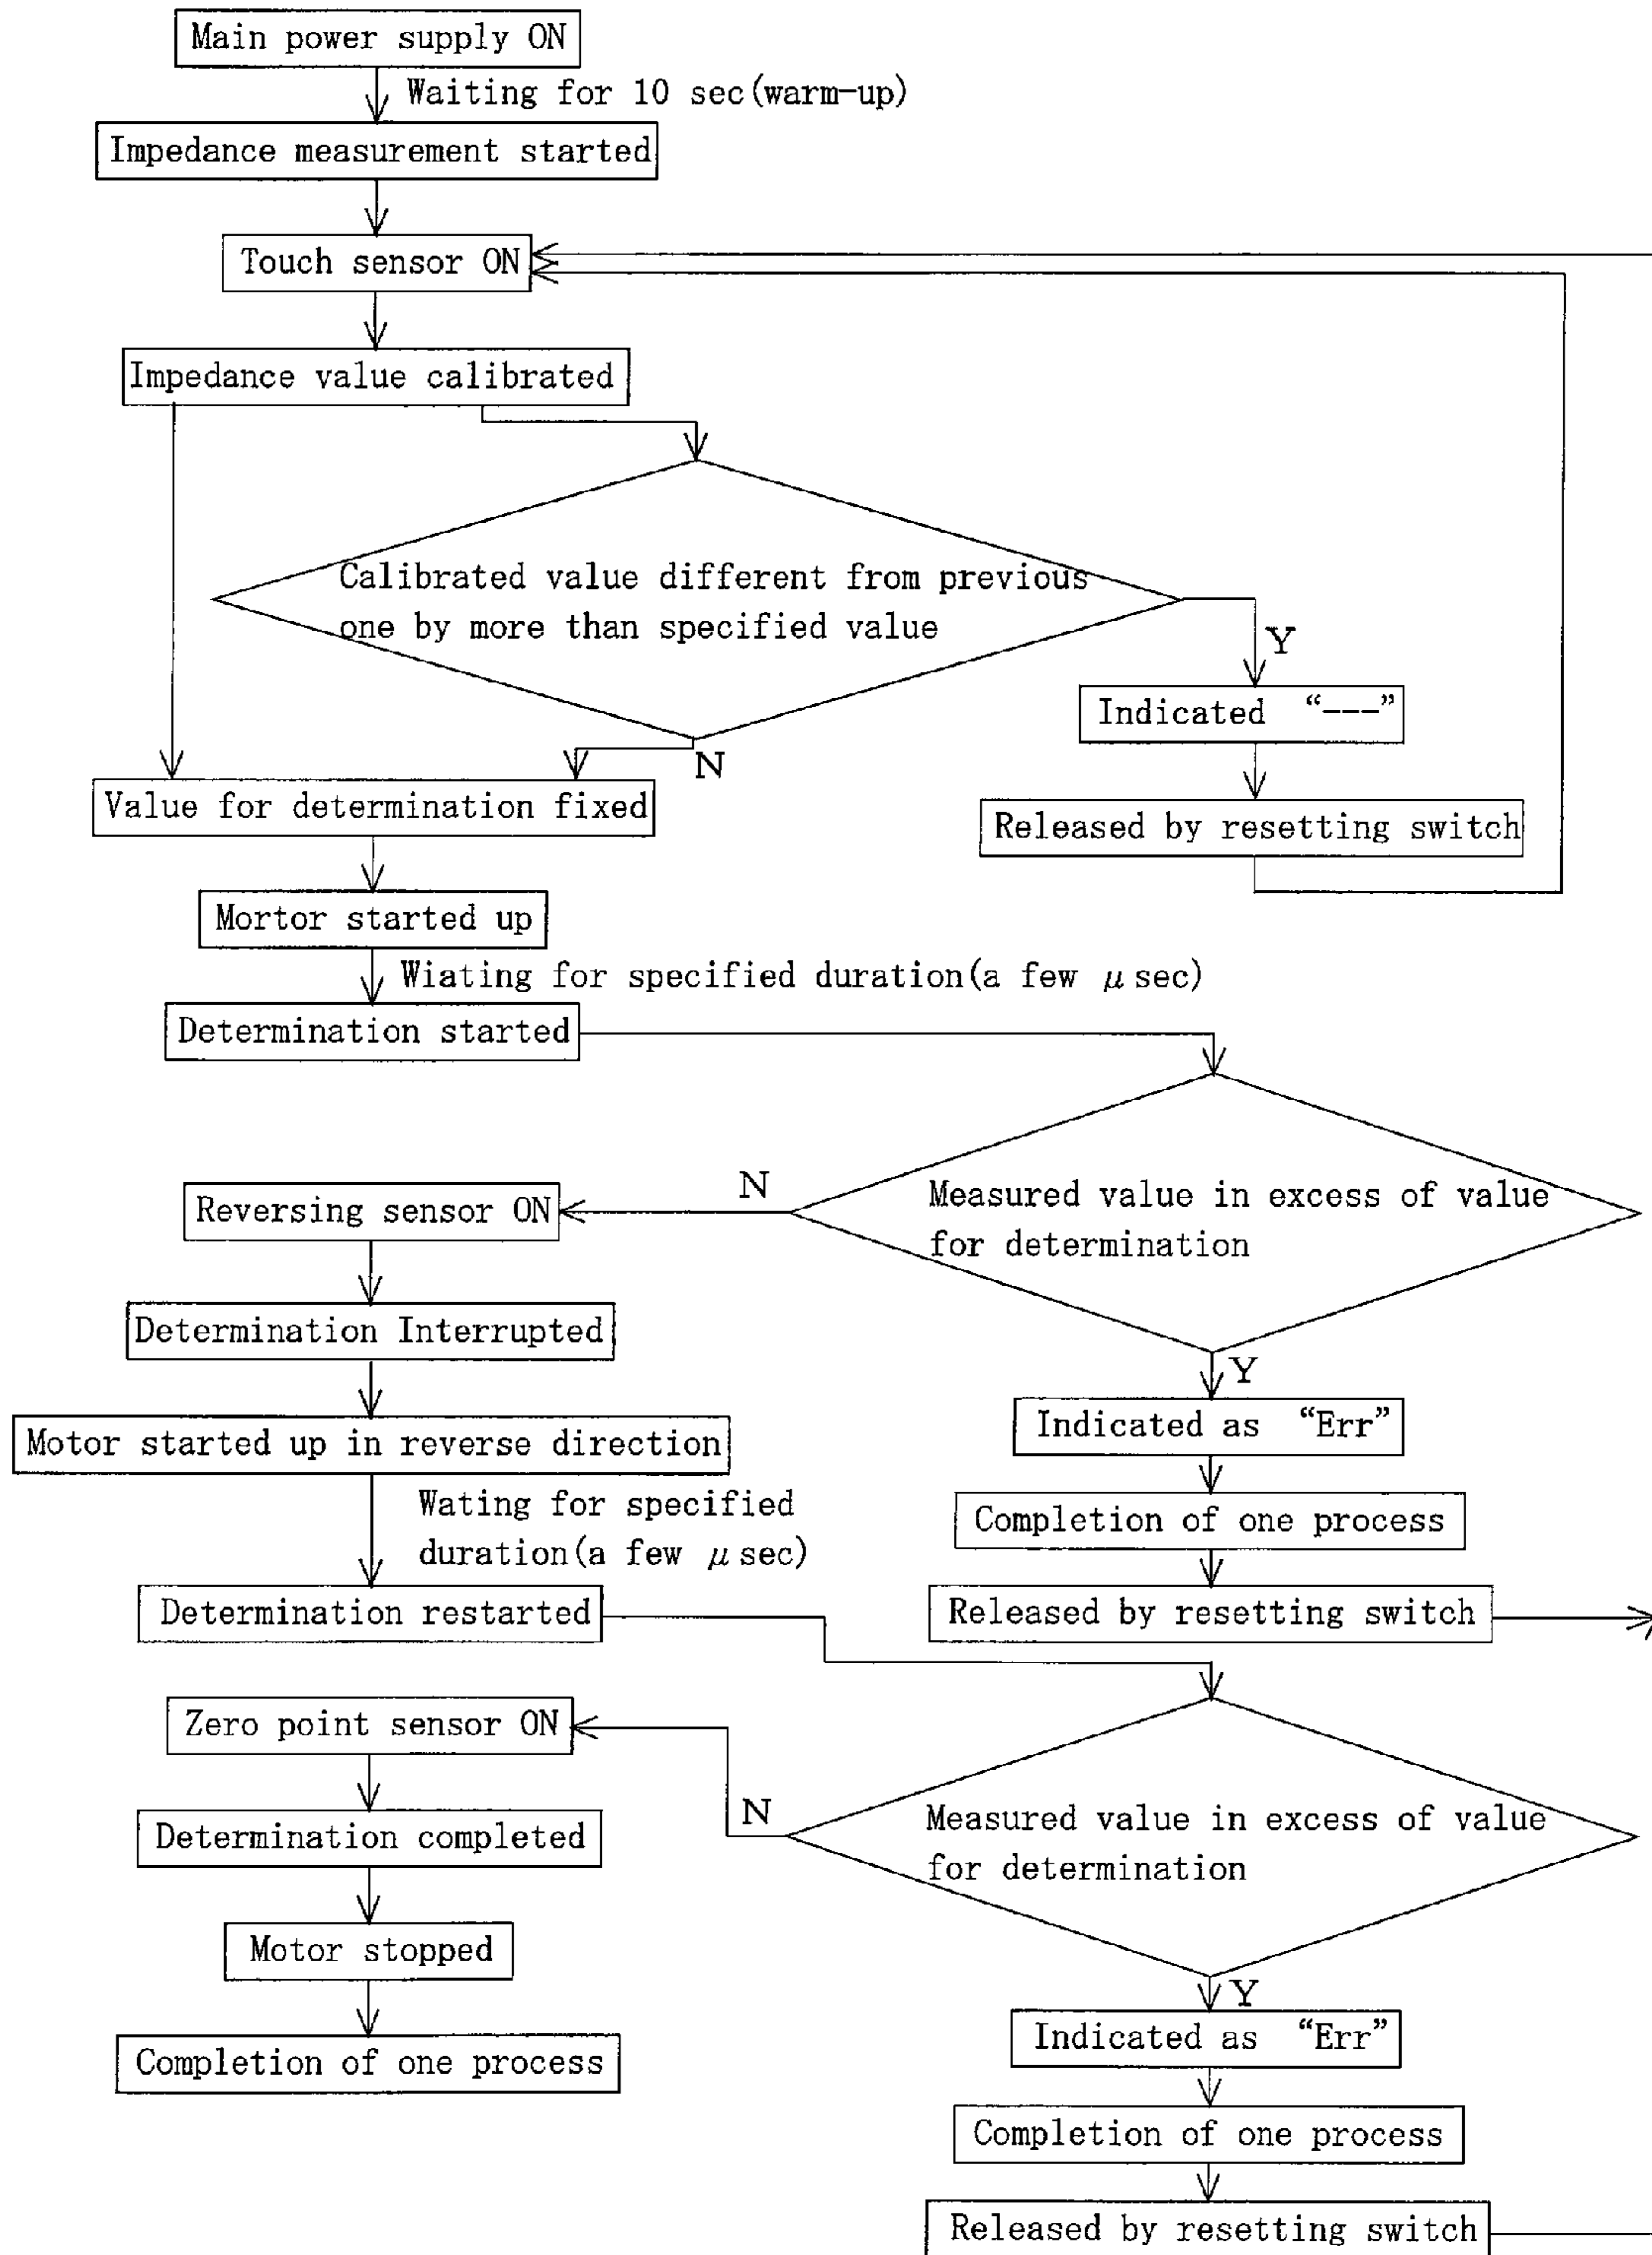 Main power supply ON
Waiting for 10 sec(warm-up)
Impedance measurement started
Touch sensor ON
Impedance value calibrated
Calibrated value different from previous
one by more than specified value
Y
Indicated “---”
N
Value for determination fixed
Released by resetting switch
Mortor started up
Wiating for specified duration(a few μsec)
Determination started
N
Measured value in excess of value
for determination
Reversing sensor ON
Determination Interrupted
Y
Indicated as “Err”
Motor started up in reverse direction
Wating for specified
duration(a few μsec)
Completion of one process
Determination restarted
Released by resetting switch
Zero point sensor ON
N
Measured value in excess of value
for determination
Determination completed
Motor stopped
Y
Indicated as “Err”
Completion of one process
Completion of one process
Released by resetting switch